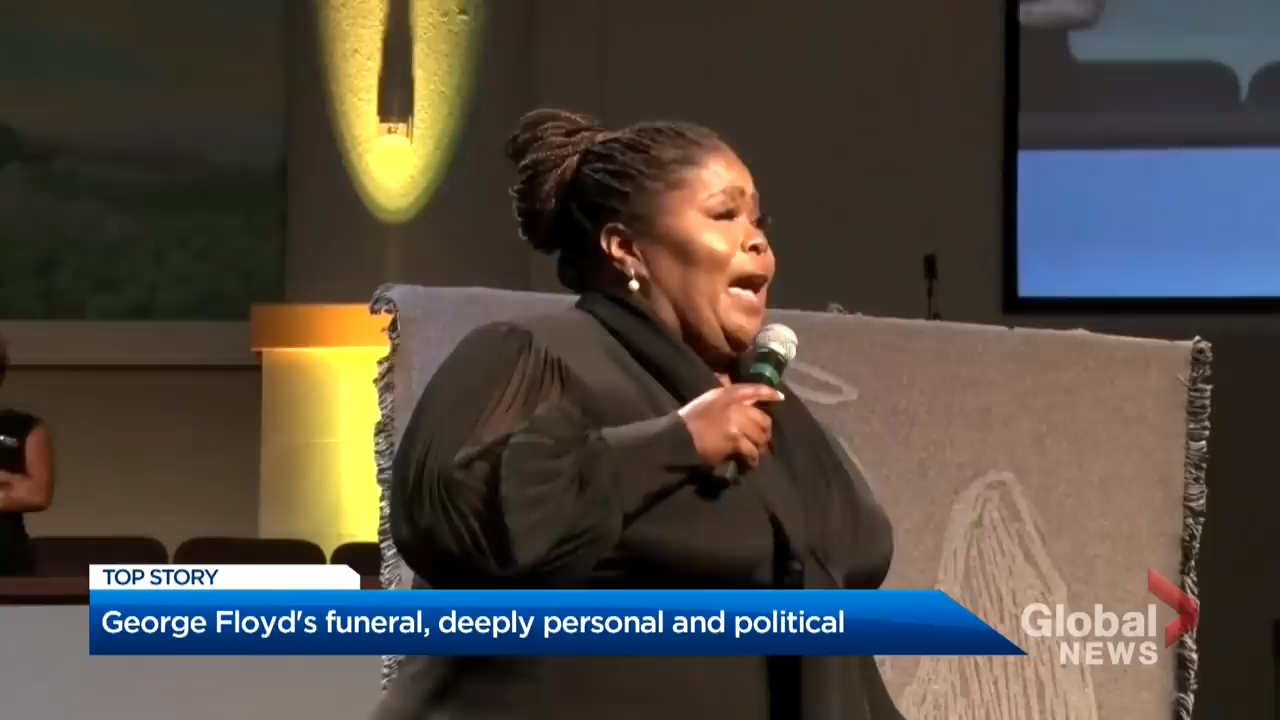 TOP STORY
George Floyd's funeral, deeply personal and political
Global
NEWS